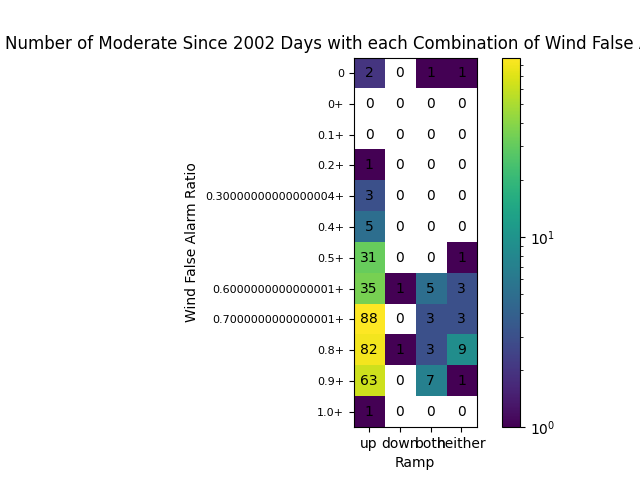 Number of Moderate Since 2002 Days with each Combination of Wind False
0 2 0 1 1
0+ 0 0 0 0
0.1+ 0 0 0 0
0.2+ 1 0 0 0
0.30000000000000004+ 3 0 0 0
0.4+ 5 0 0 0
0.5+ 31 0 0 1
0.6000000000000001+ 35 1 5 3
0.7000000000000001+ 88 0 3 3
0.8+ 82 1 3 9
0.9+ 63 0 7 1
1.0+ 1 0 0 0
up down both neither
Ramp
Wind False Alarm Ratio
10¹
10⁰